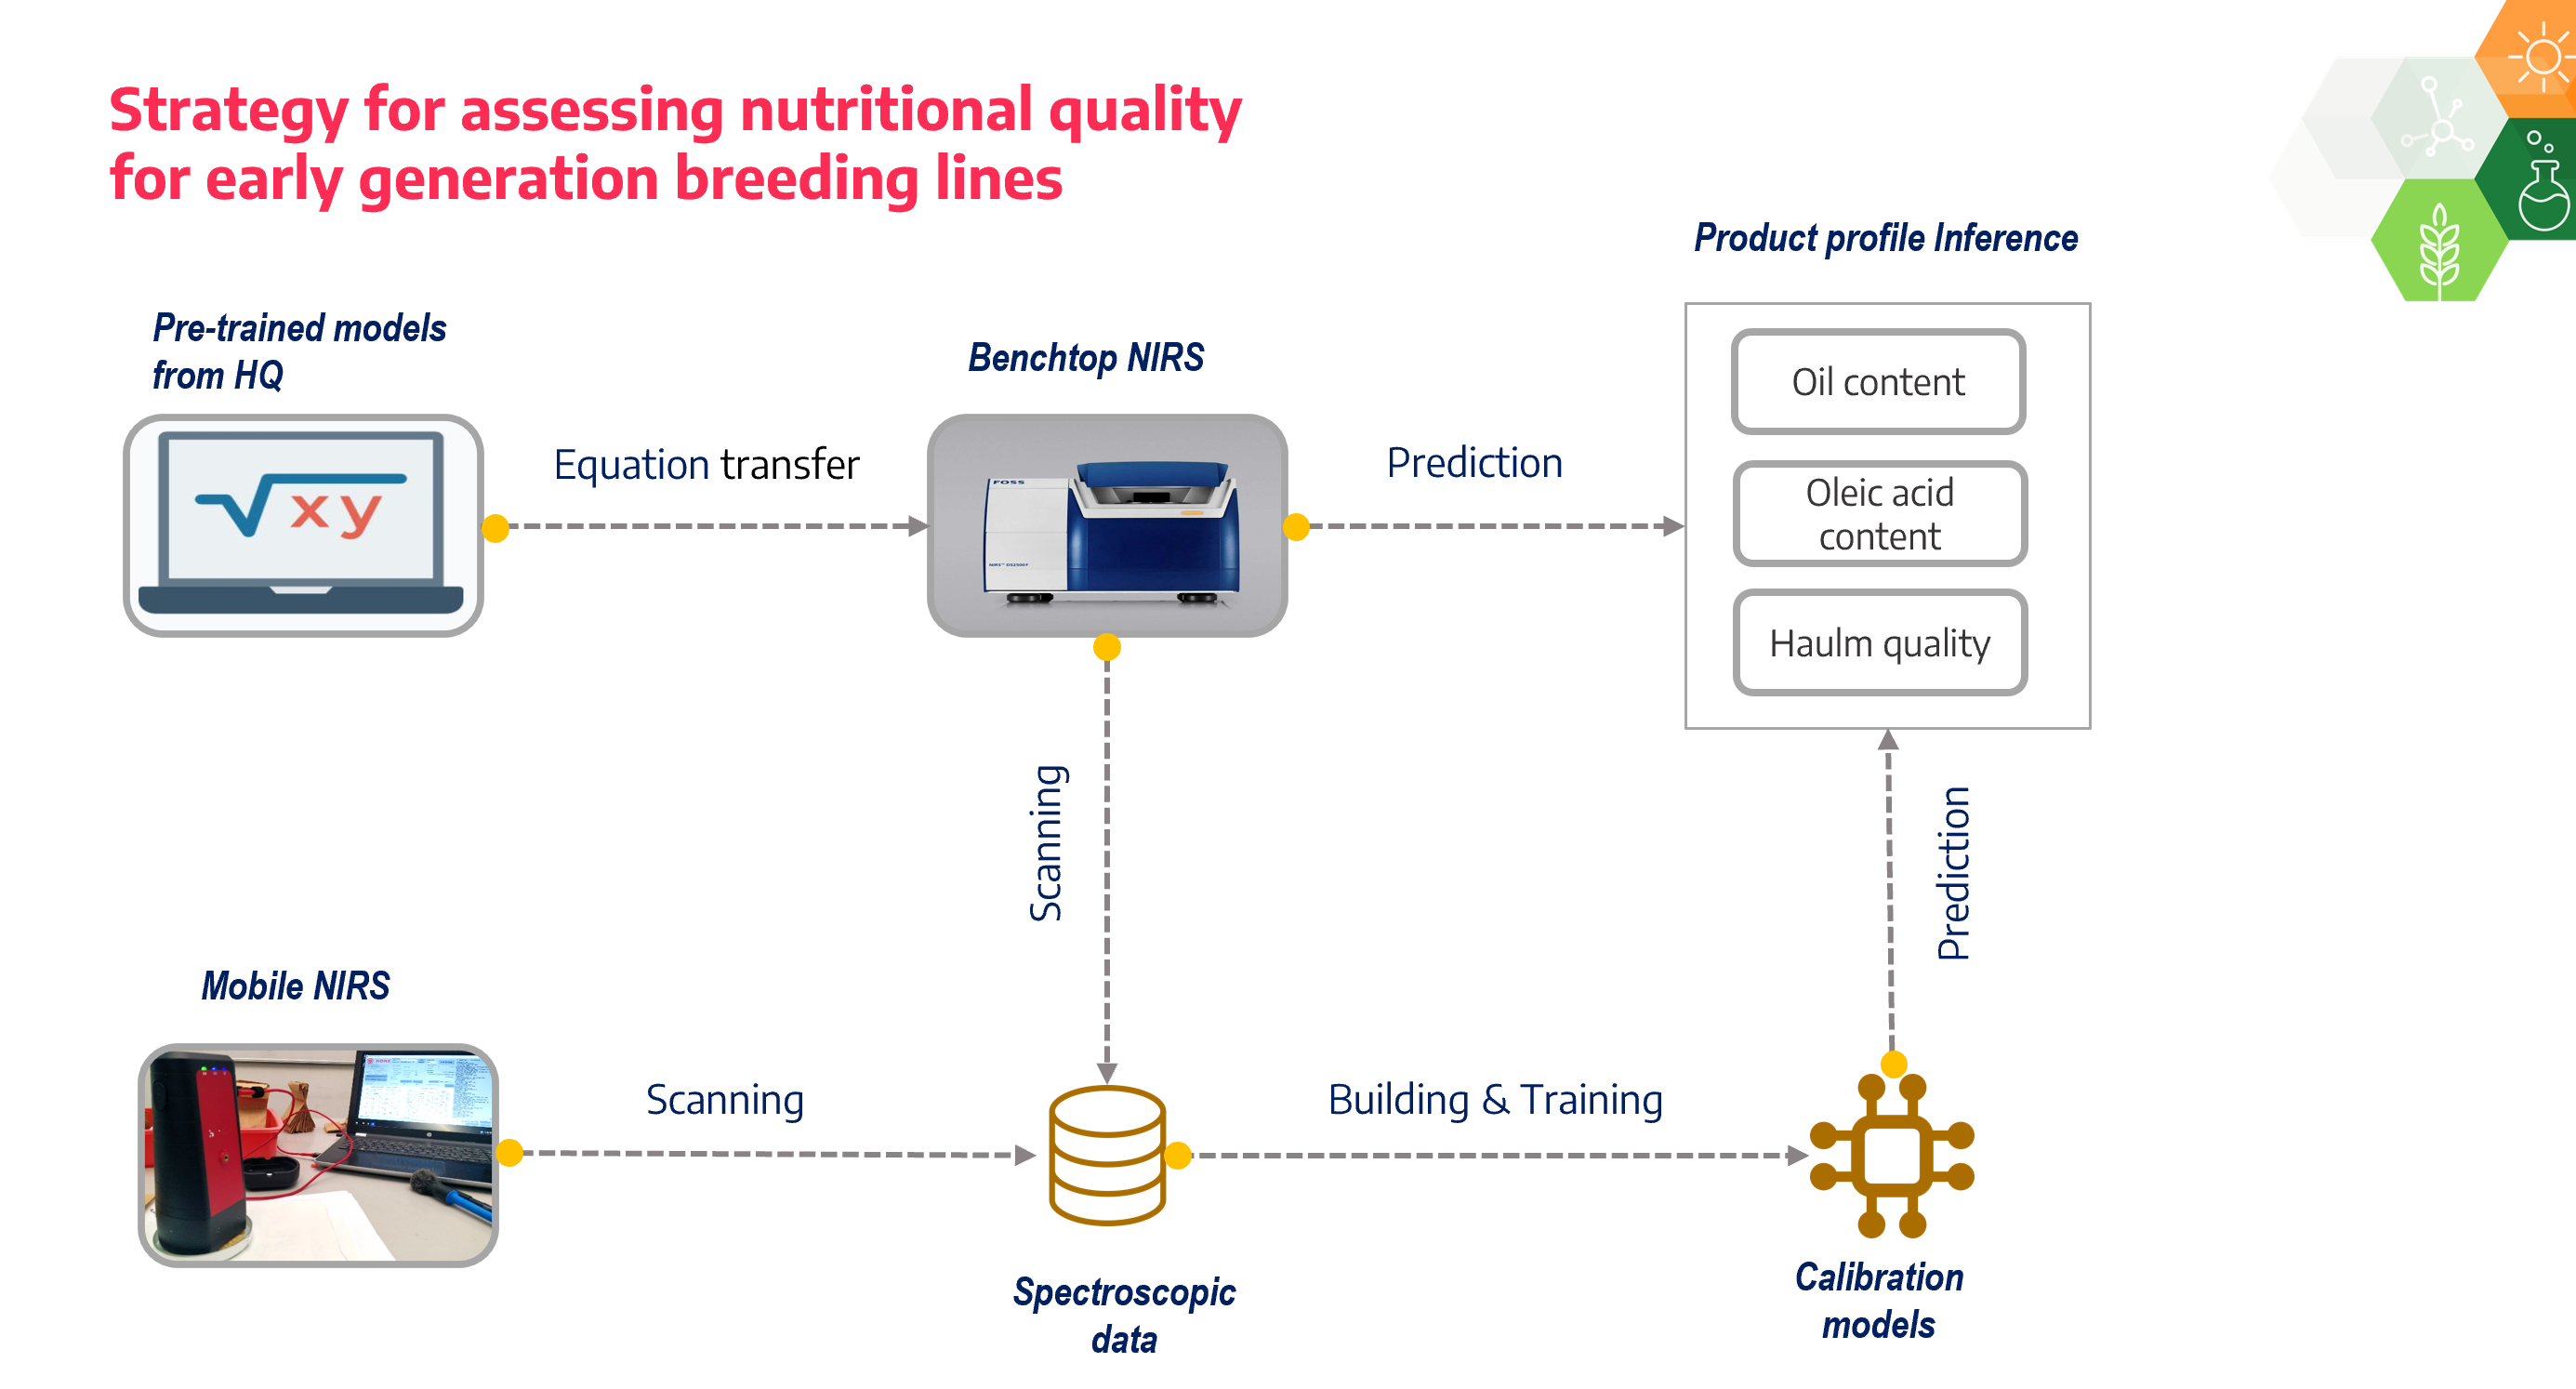 Strategy for assessing nutritional quality
for early generation breeding lines
Product profile Inference
Pre-trained models
from HQ
Benchtop NIRS
Oil content
Equation transfer
Prediction
xy
FOSS
NIRS™ DS2500F
Oleic acid
content
Haulm quality
Scanning
Prediction
Mobile NIRS
Scanning
Building & Training
Spectroscopic
data
Calibration
models